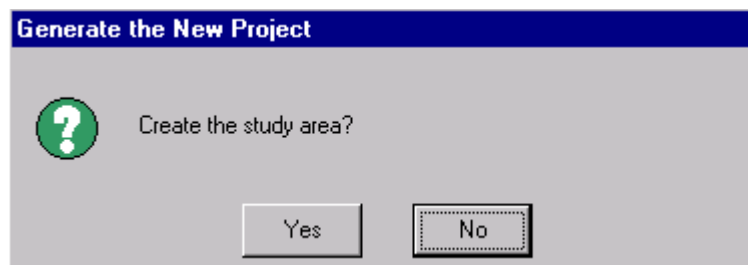 Generate the New Project
Create the study area?
Yes No